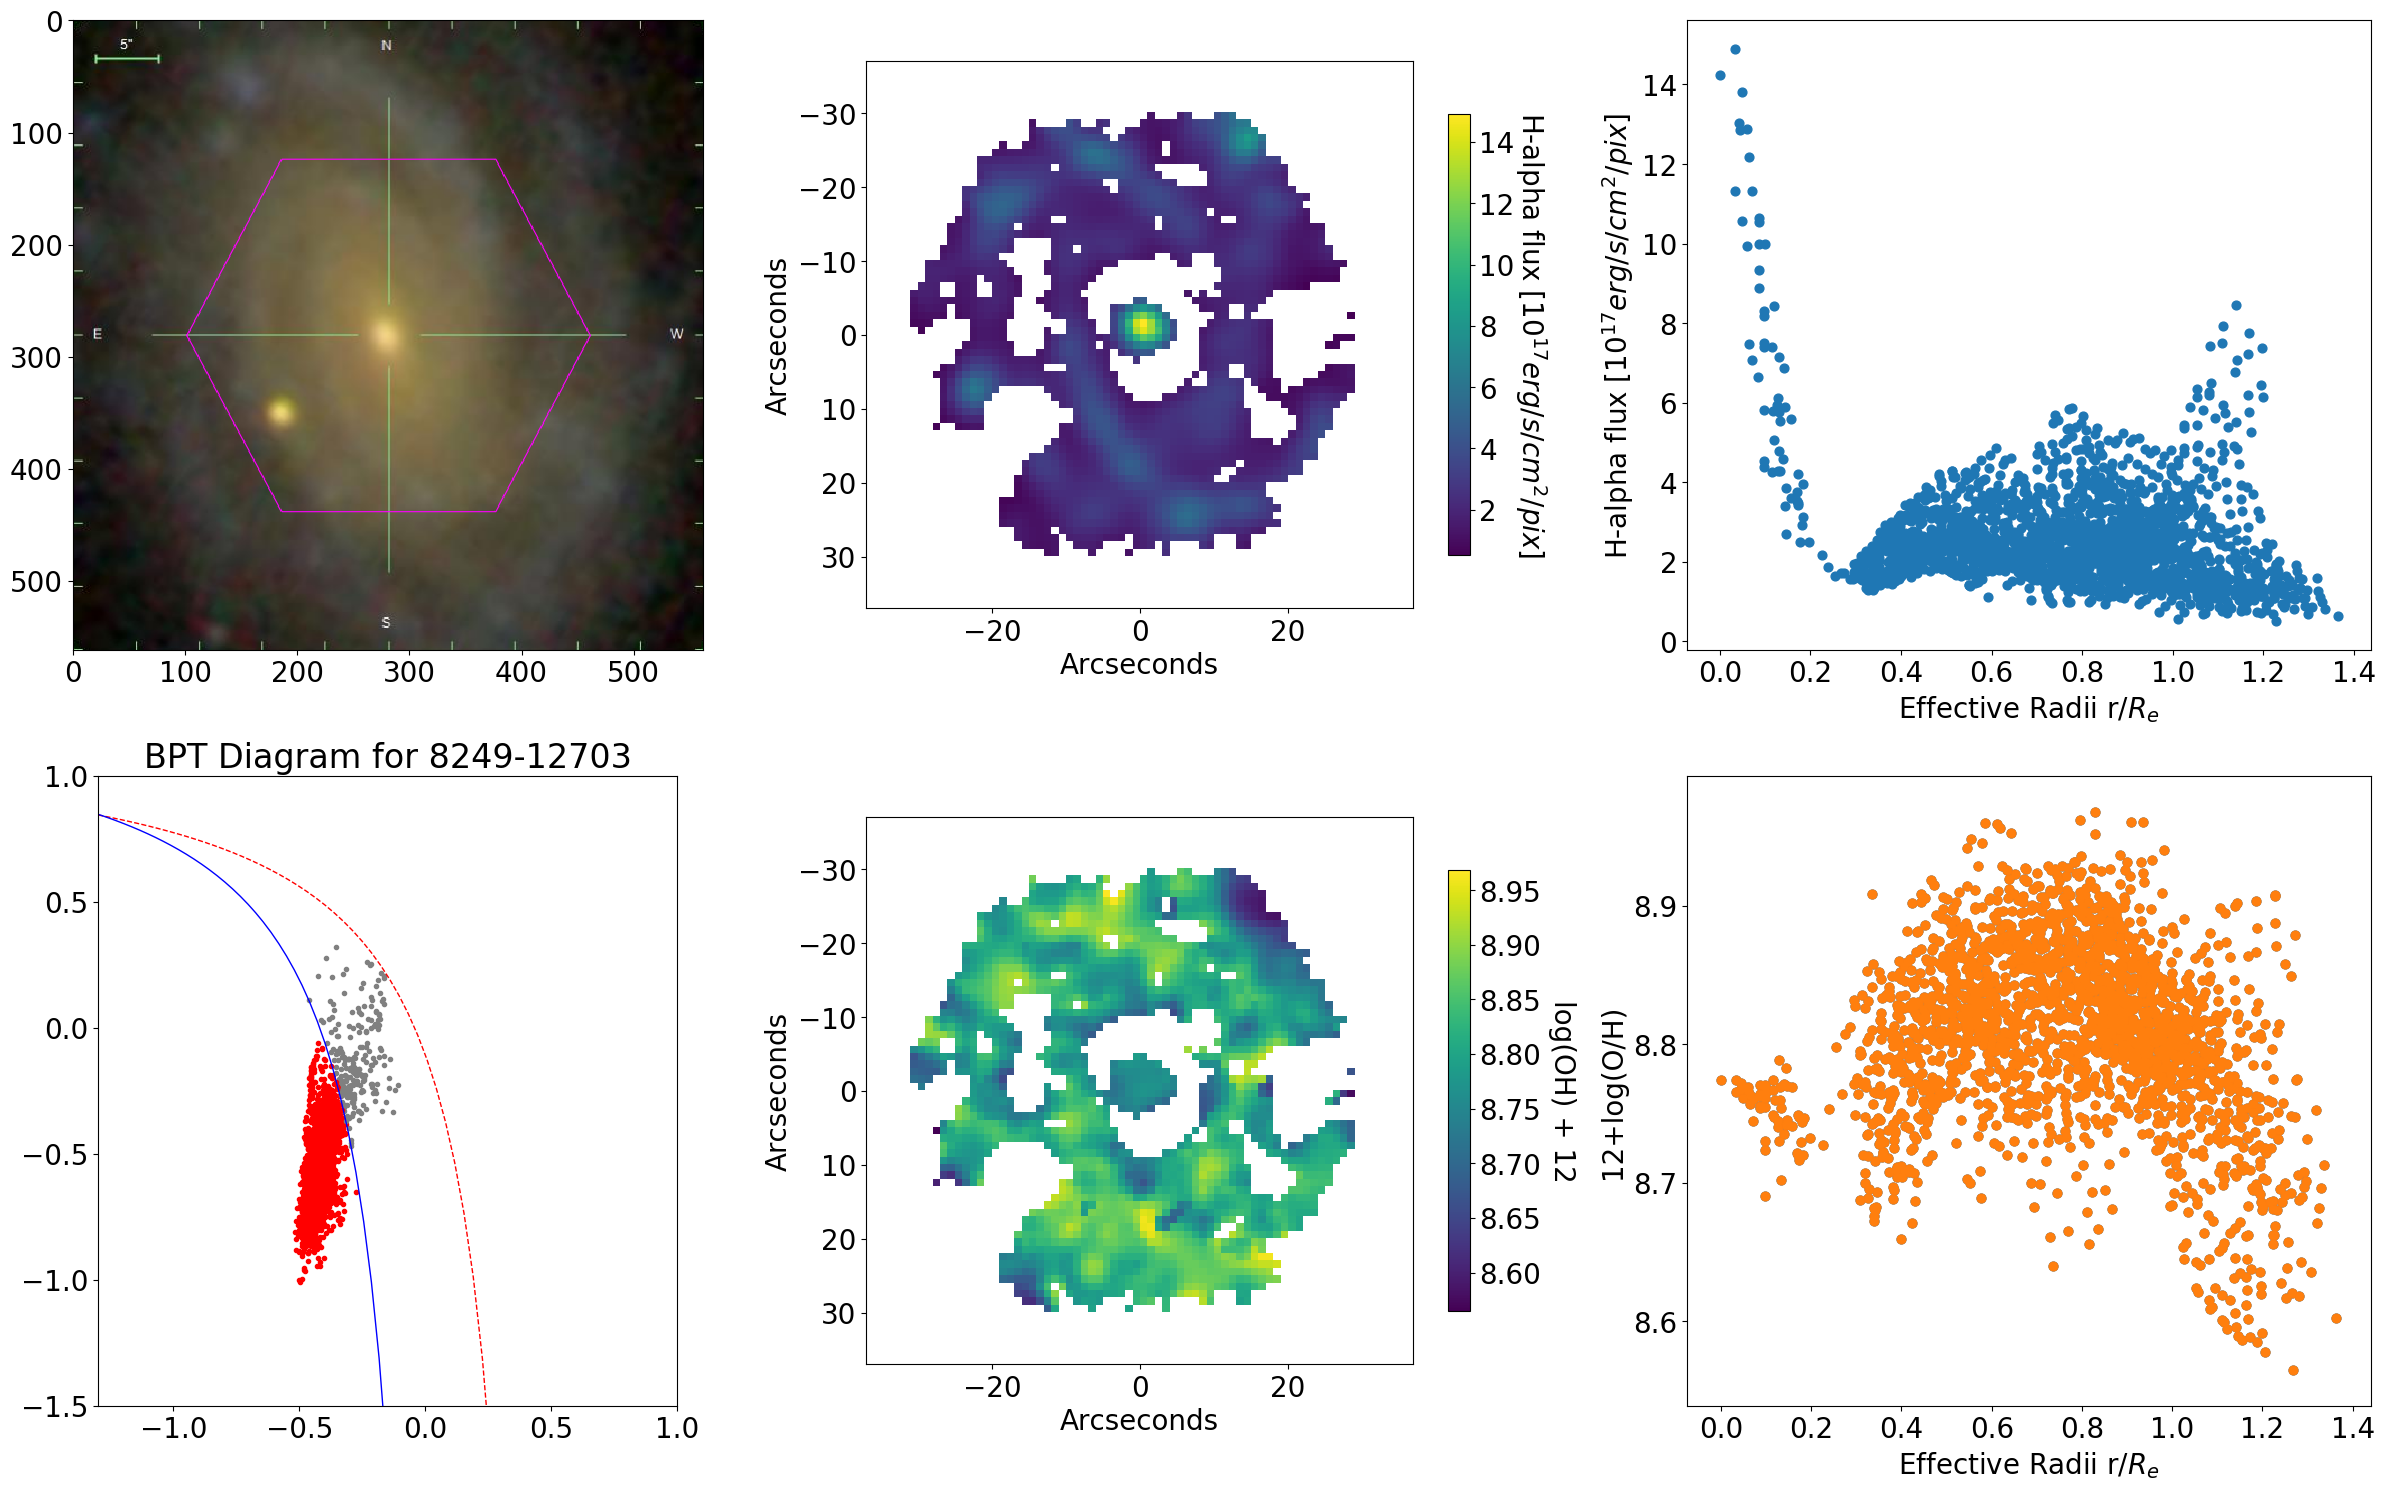 5"
N
E
W
S
0
100
200
300
400
500
0 100 200 300 400 500
−30
−20
−10
0
10
20
30
−20 0 20
Arcseconds
Arcseconds
14
12
10
8
6
4
2
H-alpha flux [10^17 erg/s/cm^2/pix]
H-alpha flux [10^17 erg/s/cm^2/pix]
14
12
10
8
6
4
2
0
0.0 0.2 0.4 0.6 0.8 1.0 1.2 1.4
Effective Radii r/R_e
BPT Diagram for 8249-12703
1.0
0.5
0.0
−0.5
−1.0
−1.5
−1.0 −0.5 0.0 0.5 1.0
−30
−20
−10
0
10
20
30
−20 0 20
Arcseconds
Arcseconds
8.95
8.90
8.85
8.80
8.75
8.70
8.65
8.60
log(OH) + 12
12+log(O/H)
8.9
8.8
8.7
8.6
0.0 0.2 0.4 0.6 0.8 1.0 1.2 1.4
Effective Radii r/R_e